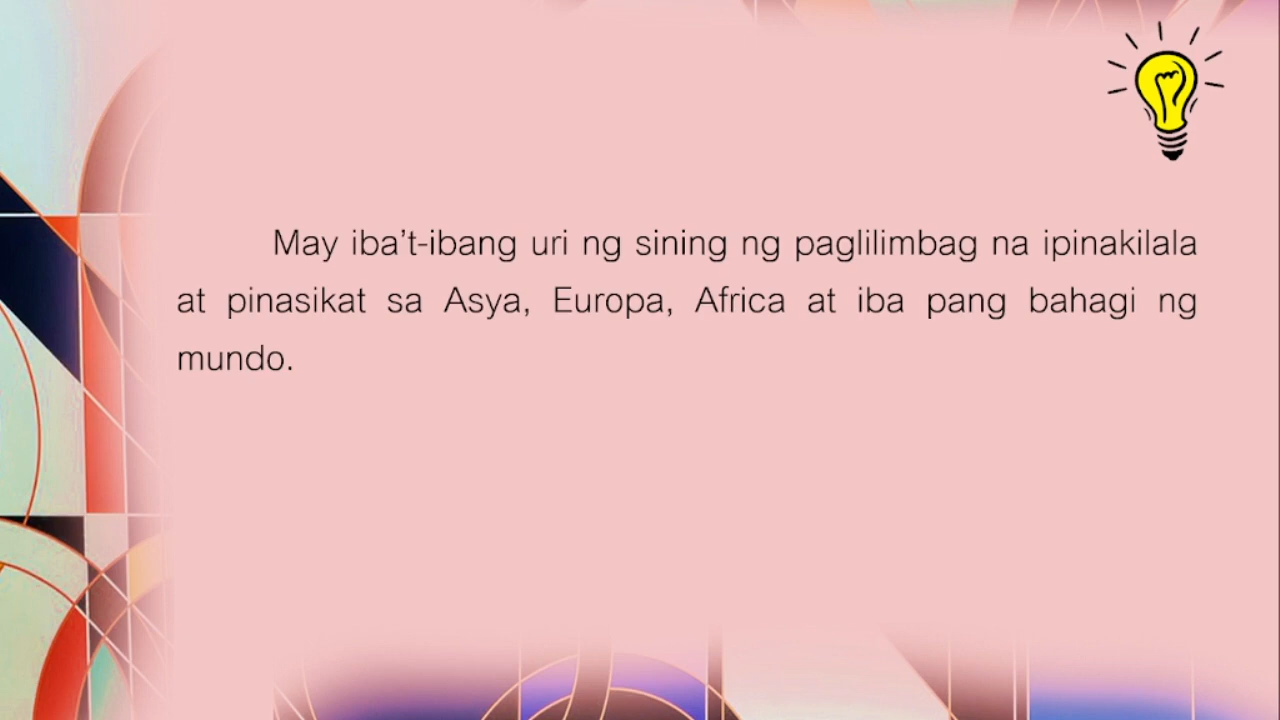 May iba’t-ibang uri ng sining ng paglilimbag na ipinakilala
at pinasikat sa Asya, Europa, Africa at iba pang bahagi ng
mundo.